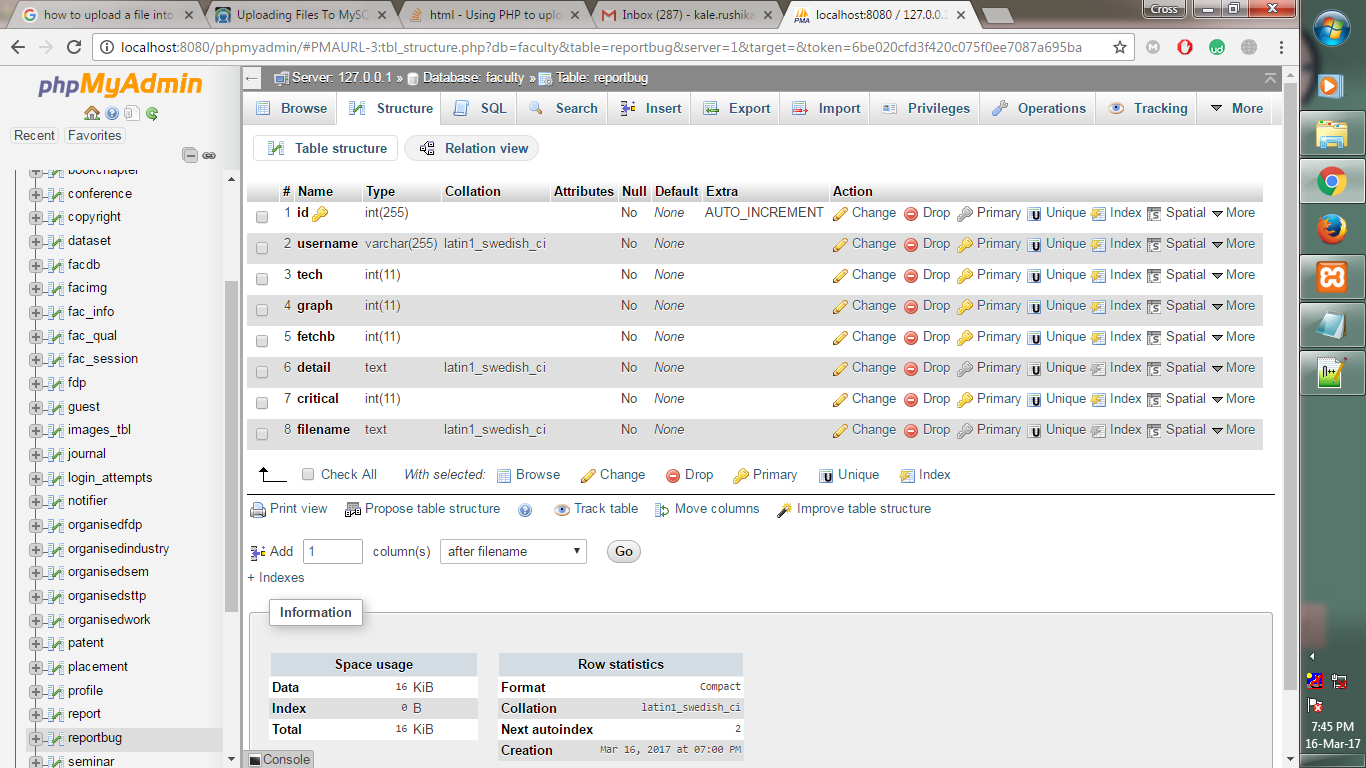 how to upload a file into
Uploading Files To MySQ
html - Using PHP to uplo
Inbox (287) - kale.rushika
localhost:8080 / 127.0.0.1
Cross
localhost:8080/phpmyadmin/#PMAURL-3:tbl_structure.php?db=faculty&table=reportbug&server=1&target=&token=6be020cfd3f420c075f0ee7087a695ba
phpMyAdmin
Recent Favorites
bookchapter
conference
copyright
dataset
facdb
facimg
fac_info
fac_qual
fac_session
fdp
guest
images_tbl
journal
login_attempts
notifier
organisedfdp
organisedindustry
organisedsem
organisedsttp
organisedwork
patent
placement
profile
report
reportbug
seminar
Server: 127.0.0.1 » Database: faculty » Table: reportbug
Browse Structure SQL Search Insert Export Import Privileges Operations Tracking More
Table structure Relation view
# Name Type Collation Attributes Null Default Extra Action
1 id int(255) No None AUTO_INCREMENT Change Drop Primary Unique Index Spatial More
2 username varchar(255) latin1_swedish_ci No None Change Drop Primary Unique Index Spatial More
3 tech int(11) No None Change Drop Primary Unique Index Spatial More
4 graph int(11) No None Change Drop Primary Unique Index Spatial More
5 fetchb int(11) No None Change Drop Primary Unique Index Spatial More
6 detail text latin1_swedish_ci No None Change Drop Primary Unique Index Spatial More
7 critical int(11) No None Change Drop Primary Unique Index Spatial More
8 filename text latin1_swedish_ci No None Change Drop Primary Unique Index Spatial More
Check All With selected: Browse Change Drop Primary Unique Index
Print view Propose table structure Track table Move columns Improve table structure
Add 1 column(s) after filename Go
+ Indexes
Information
Space usage
Data 16 KiB
Index 0 B
Total 16 KiB
Row statistics
Format Compact
Collation latin1_swedish_ci
Next autoindex 2
Creation Mar 16, 2017 at 07:00 PM
Console
7:45 PM
16-Mar-17